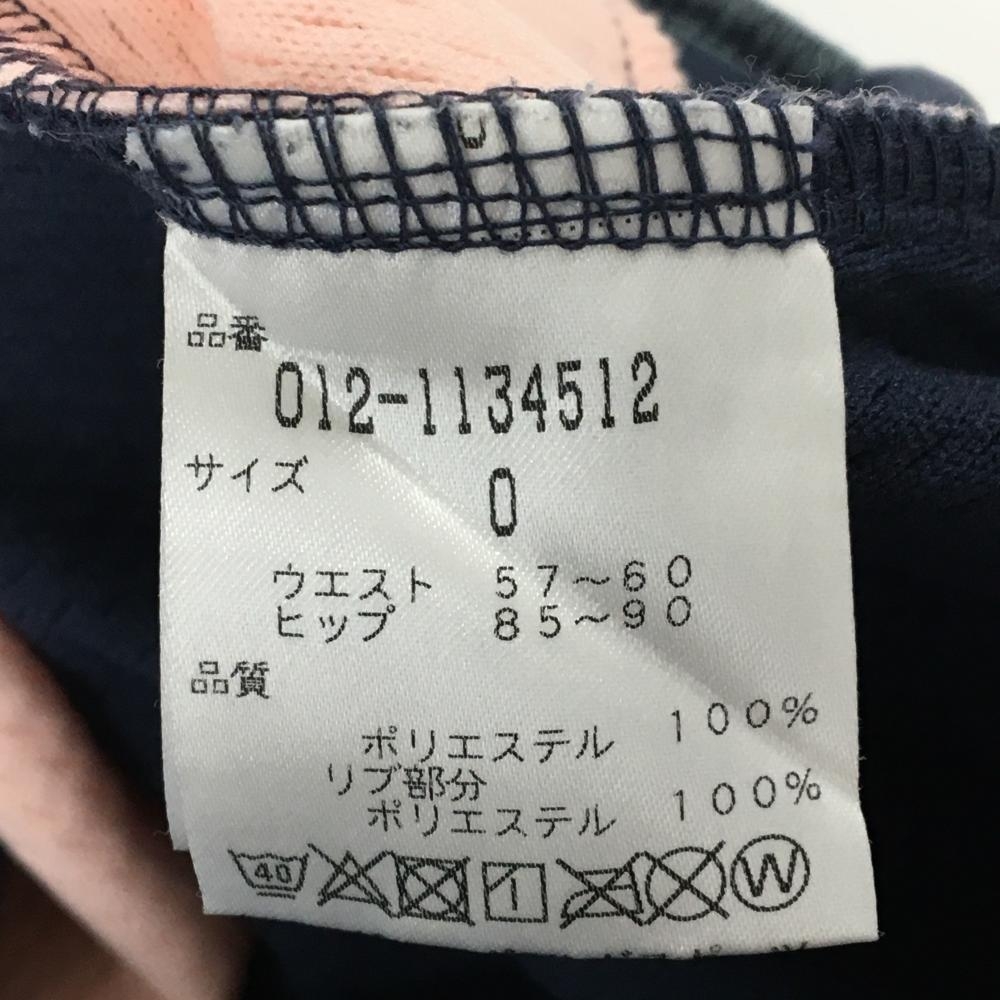 品番
012-1134512
サイズ
0
ウエスト 57～60
ヒップ 85～90
品質
ポリエステル 100%
リブ部分
ポリエステル 100%
40 W